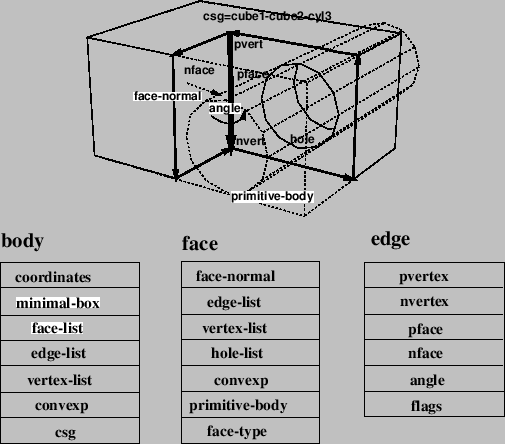 csg=cube1-cube2-cyl3
pvert
nface
pface
face-normal
angle
nvert
hole
primitive-body
body
face
edge
coordinates
minimal-box
face-list
edge-list
vertex-list
convexp
csg
face-normal
edge-list
vertex-list
hole-list
convexp
primitive-body
face-type
pvertex
nvertex
pface
nface
angle
flags